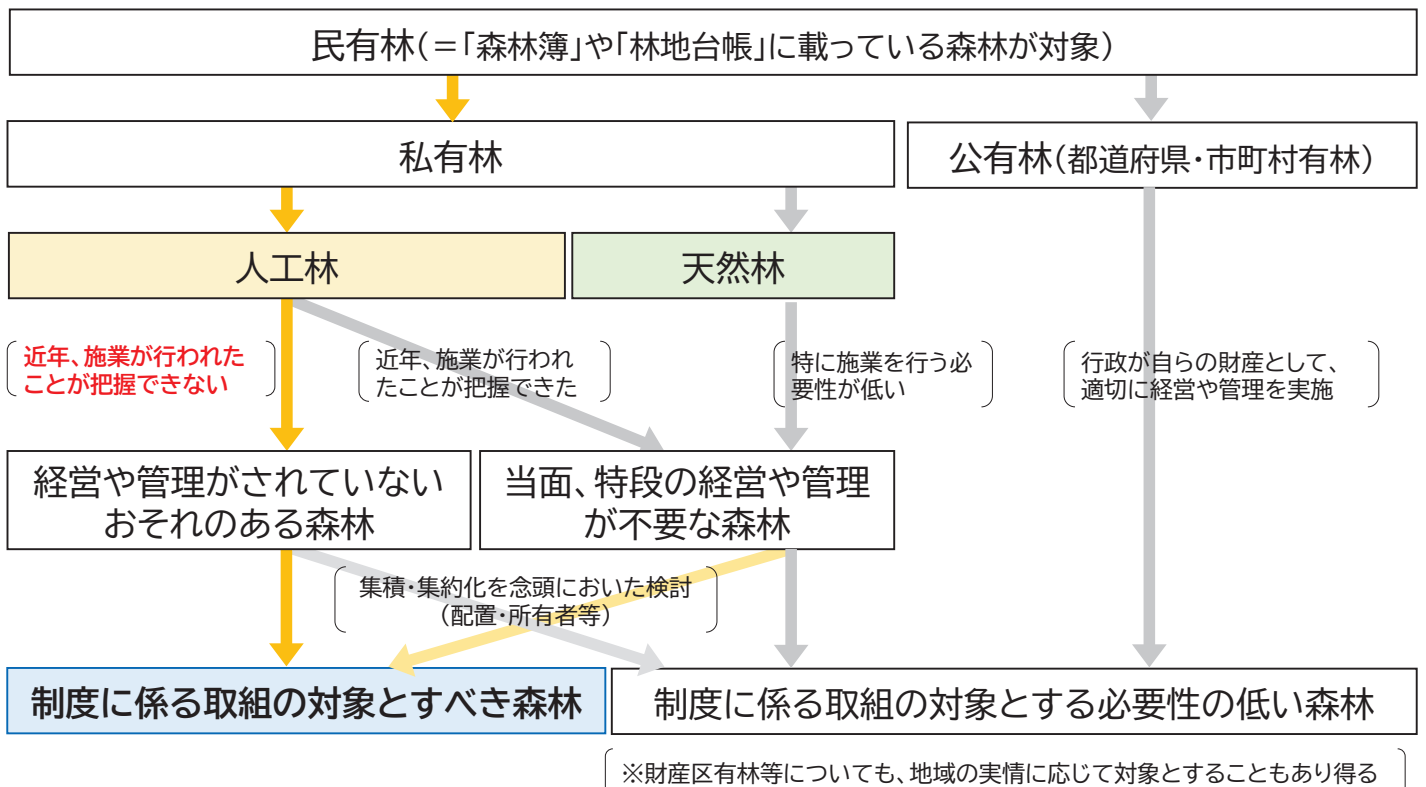 民有林(=「森林簿」や「林地台帳」に載っている森林が対象)
私有林
公有林(都道府県・市町村有林)
人工林
天然林
近年、施業が行われた
ことが把握できない
近年、施業が行われ
たことが把握できた
特に施業を行う必
要性が低い
行政が自らの財産として、
適切に経営や管理を実施
経営や管理がされていない
おそれのある森林
当面、特段の経営や管理
が不要な森林
集積・集約化を念頭においた検討
(配置・所有者等)
制度に係る取組の対象とすべき森林
制度に係る取組の対象とする必要性の低い森林
※財産区有林等についても、地域の実情に応じて対象とすることもあり得る